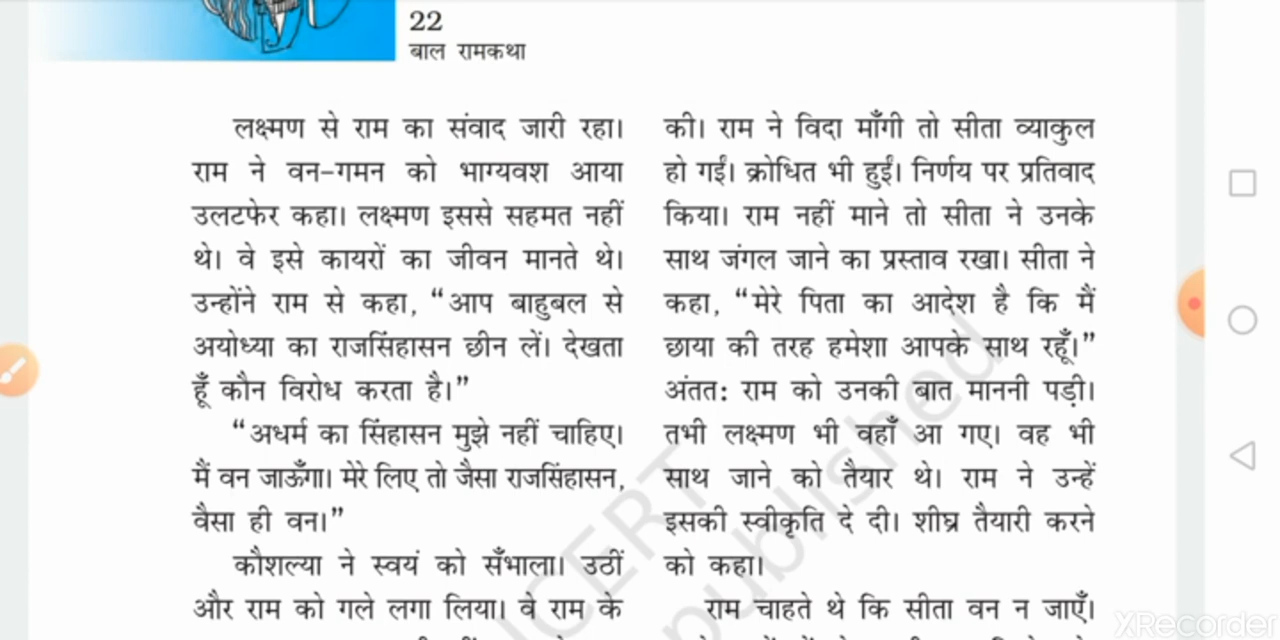 22
बाल रामकथा
लक्ष्मण से राम का संवाद जारी रहा।
राम ने वन-गमन को भाग्यवश आया
उलटफेर कहा। लक्ष्मण इससे सहमत नहीं
थे। वे इसे कायरों का जीवन मानते थे।
उन्होंने राम से कहा, “आप बाहुबल से
अयोध्या का राजसिंहासन छीन लें। देखता
हूँ कौन विरोध करता है।”
“अधर्म का सिंहासन मुझे नहीं चाहिए।
मैं वन जाऊँगा। मेरे लिए तो जैसा राजसिंहासन,
वैसा ही वन।”
कौशल्या ने स्वयं को सँभाला। उठीं
और राम को गले लगा लिया। वे राम के
की। राम ने विदा माँगी तो सीता व्याकुल
हो गईं। क्रोधित भी हुईं। निर्णय पर प्रतिवाद
किया। राम नहीं माने तो सीता ने उनके
साथ जंगल जाने का प्रस्ताव रखा। सीता ने
कहा, “मेरे पिता का आदेश है कि मैं
छाया की तरह हमेशा आपके साथ रहूँ।”
अंतत: राम को उनकी बात माननी पड़ी।
तभी लक्ष्मण भी वहाँ आ गए। वह भी
साथ जाने को तैयार थे। राम ने उन्हें
इसकी स्वीकृति दे दी। शीघ्र तैयारी करने
को कहा।
राम चाहते थे कि सीता वन न जाएँ।
NCERT
published
XRecorder